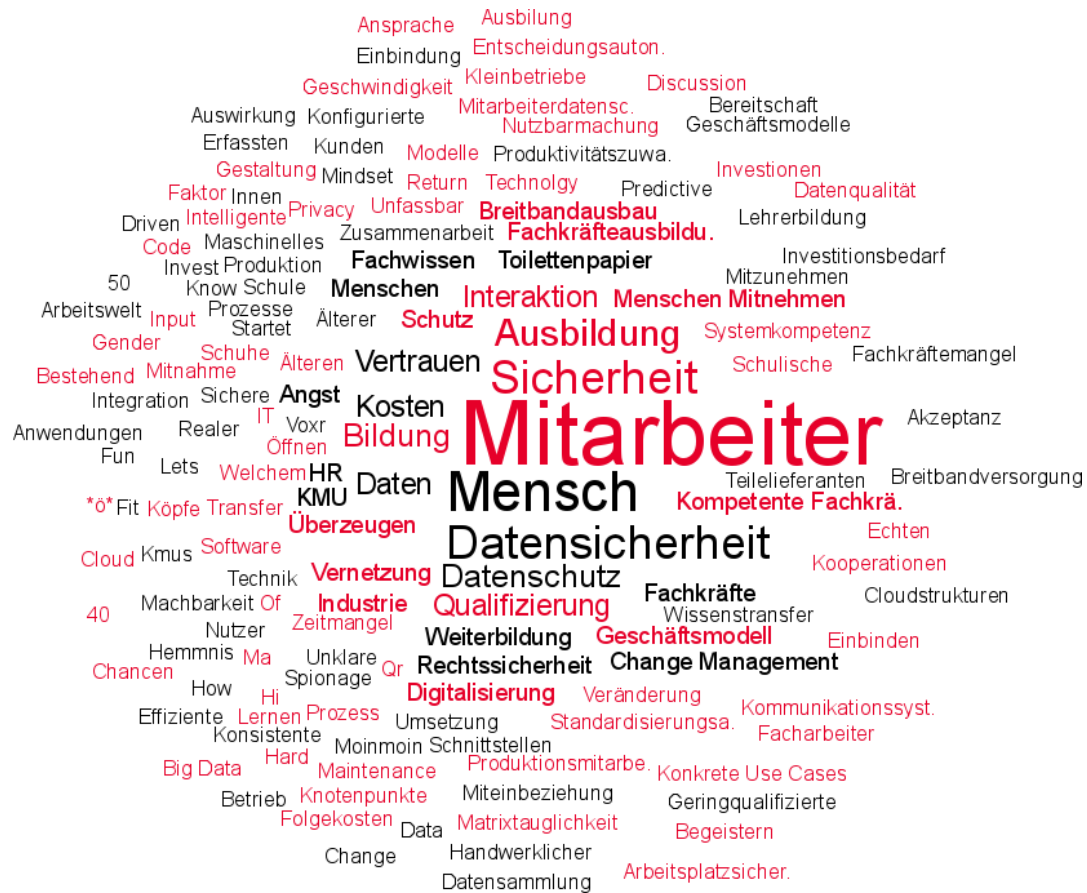 Ansprache Ausbilung
Einbindung Entscheidungsauton.
Geschwindigkeit Kleinbetriebe Discussion
Auswirkung Konfigurierte Mitarbeiterdatensc. Bereitschaft
Nutzbarmachung Geschäftsmodelle
Erfassten Kunden Modelle Produktivitätszuwa.
Gestaltung Mindset Return Technolgy Predictive Investionen
Faktor Innen Datenqualität
Driven Intelligente Privacy Unfassbar Breitbandausbau Lehrerbildung
Code Maschinelles Zusammenarbeit Fachkräfteausbildu.
Invest Produktion Fachwissen Toilettenpapier Investitionsbedarf
50 Know Schule Menschen Mitzunehmen
Arbeitswelt Input Prozesse Interaktion Menschen Mitnehmen
Startet Älterer Schutz Ausbildung Systemkompetenz
Gender Schuhe Älteren Vertrauen Schulische Fachkräftemangel
Bestehend Mitnahme Sicherheit
Integration Sichere Angst Kosten
Anwendungen Realer IT Voxr Bildung Mitarbeiter Akzeptanz
Fun Öffnen
Lets Welchem HR Daten Mensch Teilelieferanten Breitbandversorgung
*ö* Fit Köpfe Transfer KMU Kompetente Fachkrä.
Überzeugen Echten
Cloud Kmus Software Datensicherheit Kooperationen
Technik Vernetzung Datenschutz Fachkräfte Cloudstrukturen
40 Machbarkeit Of Industrie Qualifizierung Wissenstransfer
Nutzer Zeitmangel Weiterbildung Geschäftsmodell Einbinden
Hemmnis Ma Unklare Qr Rechtssicherheit Change Management
Chancen How Spionage
Hi Digitalisierung Veränderung Kommunikationssyst.
Effiziente Lernen Prozess Umsetzung Standardisierungsa. Facharbeiter
Konsistente Moinmoin Schnittstellen
Big Data Hard Maintenance Produktionsmitarbe. Konkrete Use Cases
Betrieb Knotenpunkte Miteinbeziehung Geringqualifizierte
Folgekosten Data Matrixtauglichkeit Begeistern
Change Handwerklicher
Datensammlung Arbeitsplatzsicher.